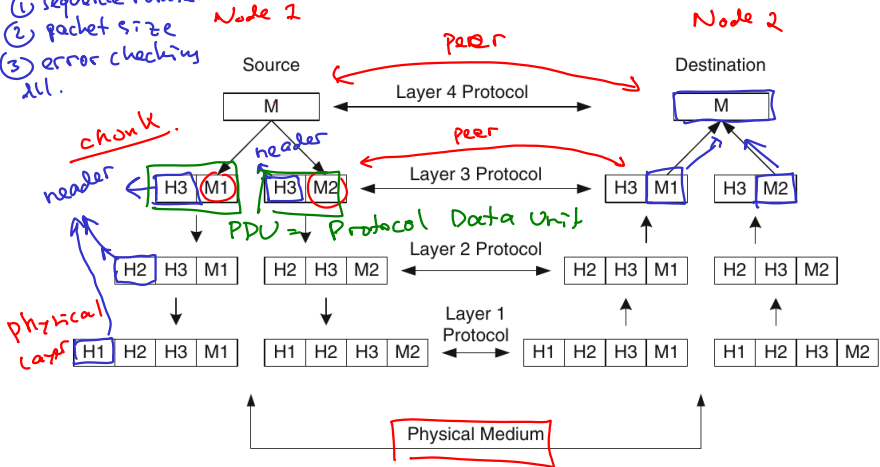 ① sequence
Node 1
Node 2
② packet size
③ error checking
peer
Source
Destination
M
Layer 4 Protocol
M
chunk.
header
peer
header
H3 M1
H3 M2
Layer 3 Protocol
H3 M1
H3 M2
PDU = Protocol Data Unit
Layer 2 Protocol
H2 H3 M1
H2 H3 M2
H2 H3 M1
H2 H3 M2
physical
layer
Layer 1
Protocol
H1 H2 H3 M1
H1 H2 H3 M2
H1 H2 H3 M1
H1 H2 H3 M2
Physical Medium